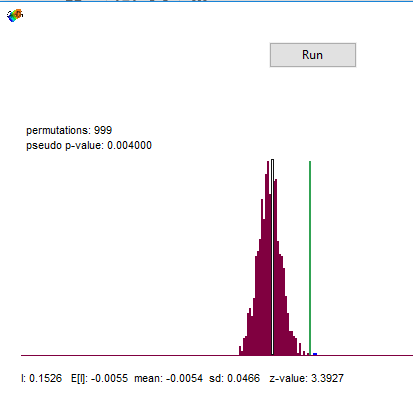 Run
permutations: 999
pseudo p-value: 0.004000
I: 0.1526 E[I]: -0.0055 mean: -0.0054 sd: 0.0466 z-value: 3.3927